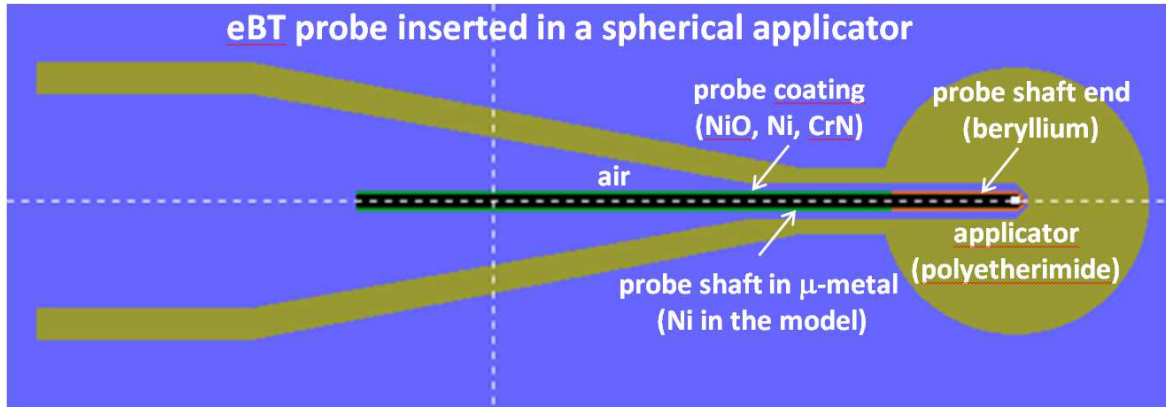 eBT probe inserted in a spherical applicator
probe coating
(NiO, Ni, CrN)
probe shaft end
(beryllium)
air
applicator
(polyetherimide)
probe shaft in μ-metal
(Ni in the model)